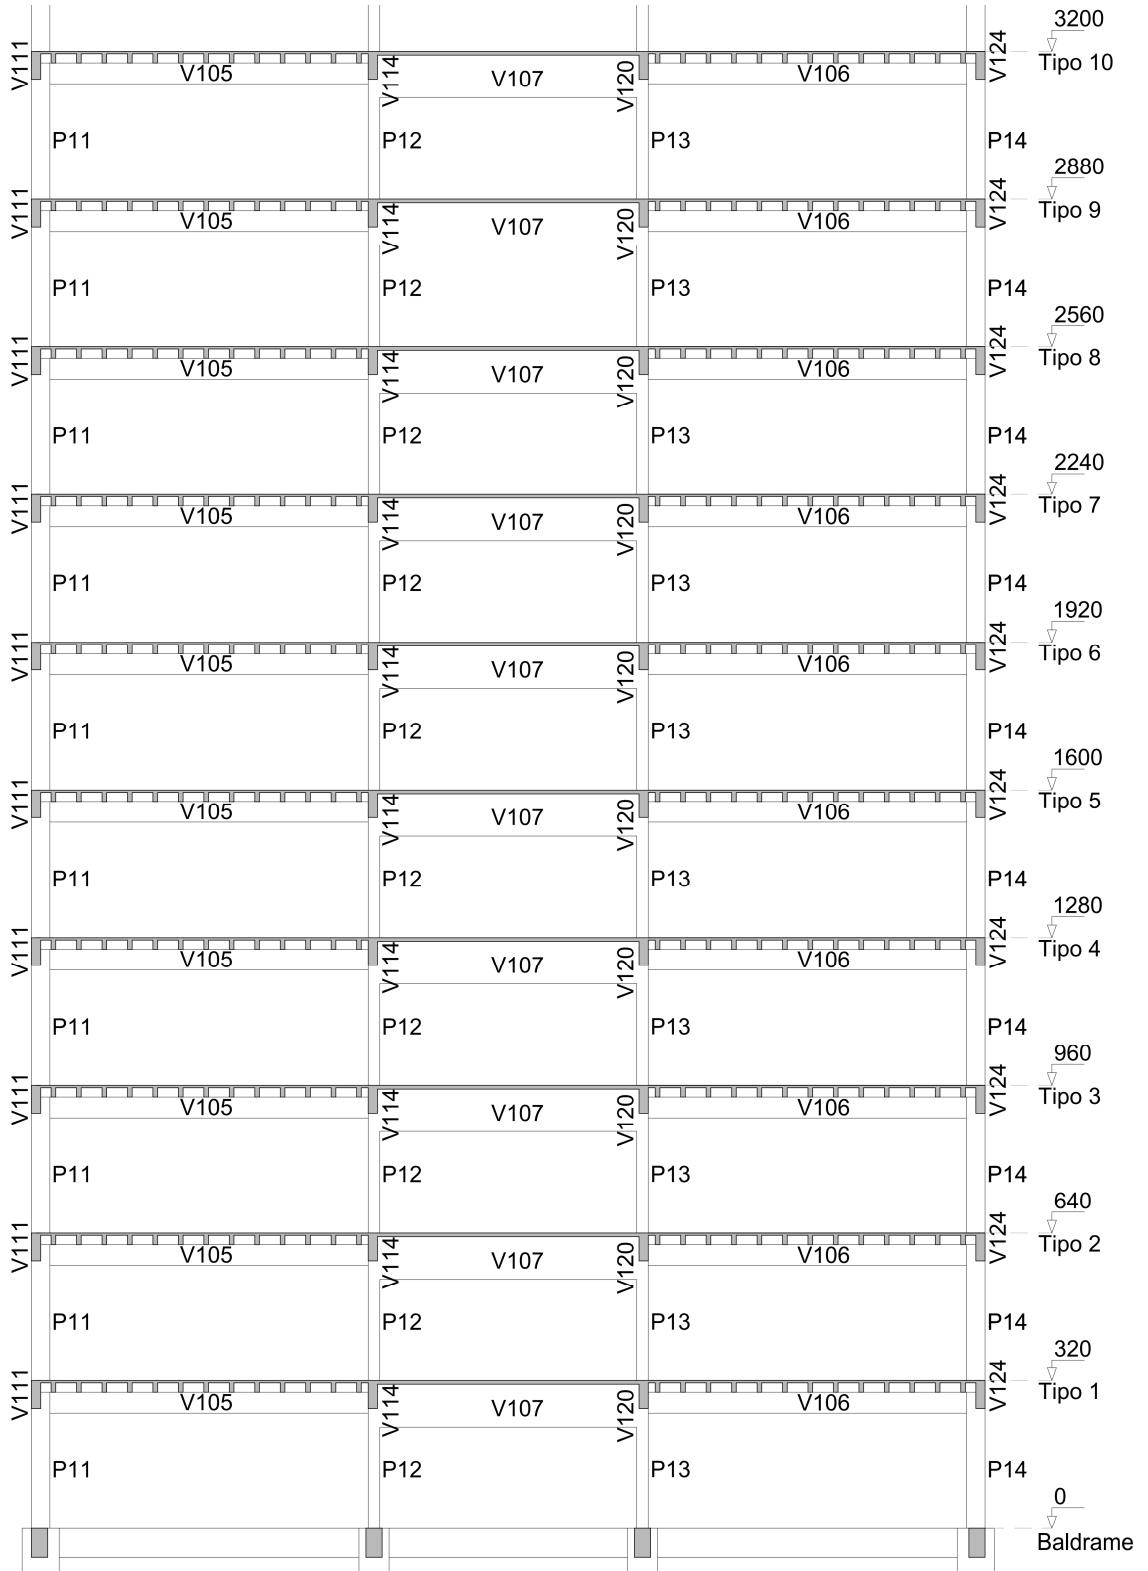 3200
V111 V105 V114 V107 V120 V106 V124 Tipo 10
P11 P12 P13 P14
2880
V111 V105 V114 V107 V120 V106 V124 Tipo 9
P11 P12 P13 P14
2560
V111 V105 V114 V107 V120 V106 V124 Tipo 8
P11 P12 P13 P14
2240
V111 V105 V114 V107 V120 V106 V124 Tipo 7
P11 P12 P13 P14
1920
V111 V105 V114 V107 V120 V106 V124 Tipo 6
P11 P12 P13 P14
1600
V111 V105 V114 V107 V120 V106 V124 Tipo 5
P11 P12 P13 P14
1280
V111 V105 V114 V107 V120 V106 V124 Tipo 4
P11 P12 P13 P14
960
V111 V105 V114 V107 V120 V106 V124 Tipo 3
P11 P12 P13 P14
640
V111 V105 V114 V107 V120 V106 V124 Tipo 2
P11 P12 P13 P14
320
V111 V105 V114 V107 V120 V106 V124 Tipo 1
P11 P12 P13 P14
0
Baldrame